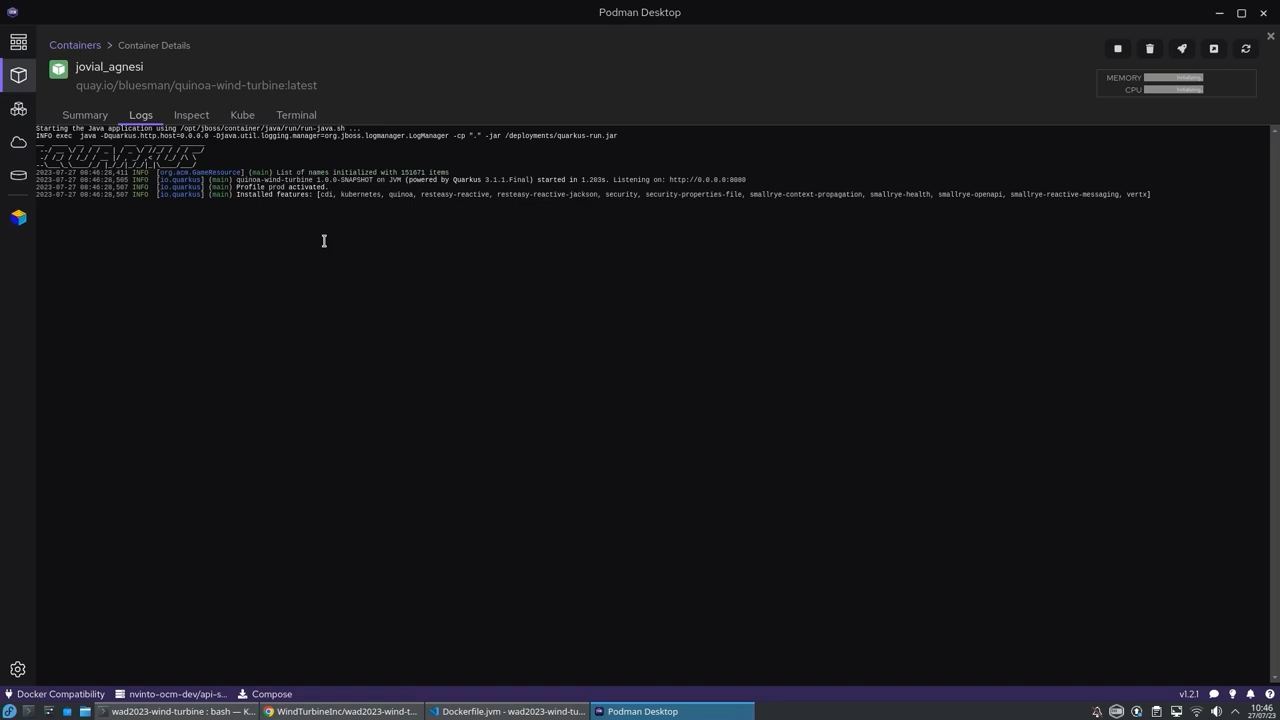 Podman Desktop
Containers > Container Details
jovial_agnesi
quay.io/bluesman/quinoa-wind-turbine:latest
MEMORY Initializing
CPU Initializing
Summary Logs Inspect Kube Terminal
Starting the Java application using /opt/jboss/container/java/run/run-java.sh ...
INFO exec  java -Dquarkus.http.host=0.0.0.0 -Djava.util.logging.manager=org.jboss.logmanager.LogManager -cp "." -jar /deployments/quarkus-run.jar
2023-07-27 08:46:28,411 INFO  [org.acm.GameResource] (main) List of names initialized with 151671 items
2023-07-27 08:46:28,505 INFO  [io.quarkus] (main) quinoa-wind-turbine 1.0.0-SNAPSHOT on JVM (powered by Quarkus 3.1.1.Final) started in 1.203s. Listening on: http://0.0.0.0:8080
2023-07-27 08:46:28,507 INFO  [io.quarkus] (main) Profile prod activated.
2023-07-27 08:46:28,507 INFO  [io.quarkus] (main) Installed features: [cdi, kubernetes, quinoa, resteasy-reactive, resteasy-reactive-jackson, security, security-properties-file, smallrye-context-propagation, smallrye-health, smallrye-openapi, smallrye-reactive-messaging, vertx]
Docker Compatibility nvinto-ocm-dev/api-s... Compose v1.2.1
wad2023-wind-turbine : bash — K... WindTurbineInc/wad2023-wind-t... Dockerfile.jvm - wad2023-wind-tu... Podman Desktop 10:46
27/07/23